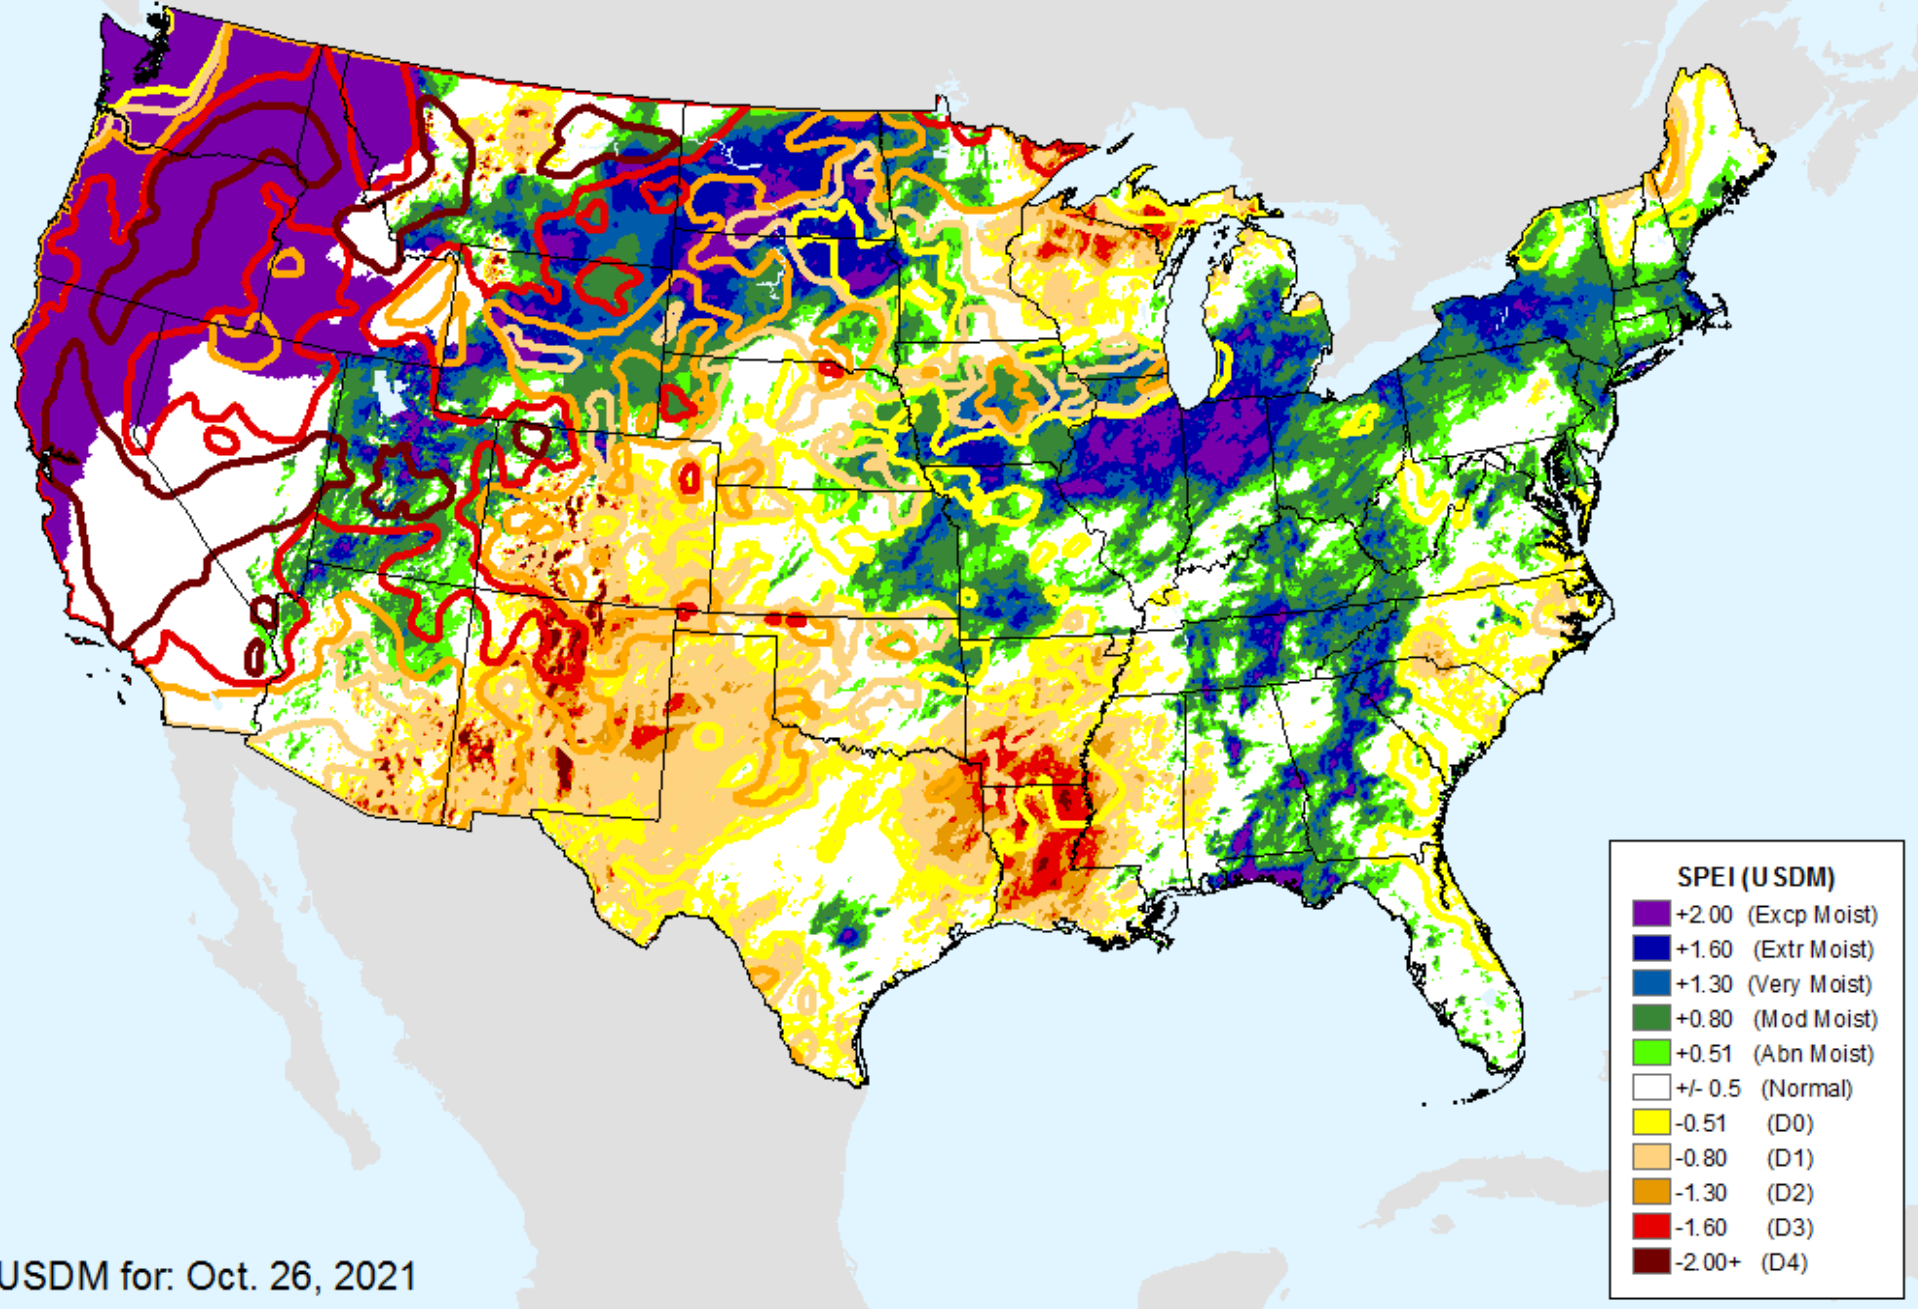 SPEI (USDM)
+2.00 (Excp Moist)
+1.60 (Extr Moist)
+1.30 (Very Moist)
+0.80 (Mod Moist)
+0.51 (Abn Moist)
+/- 0.5 (Normal)
-0.51 (D0)
-0.80 (D1)
-1.30 (D2)
-1.60 (D3)
-2.00+ (D4)
USDM for: Oct. 26, 2021